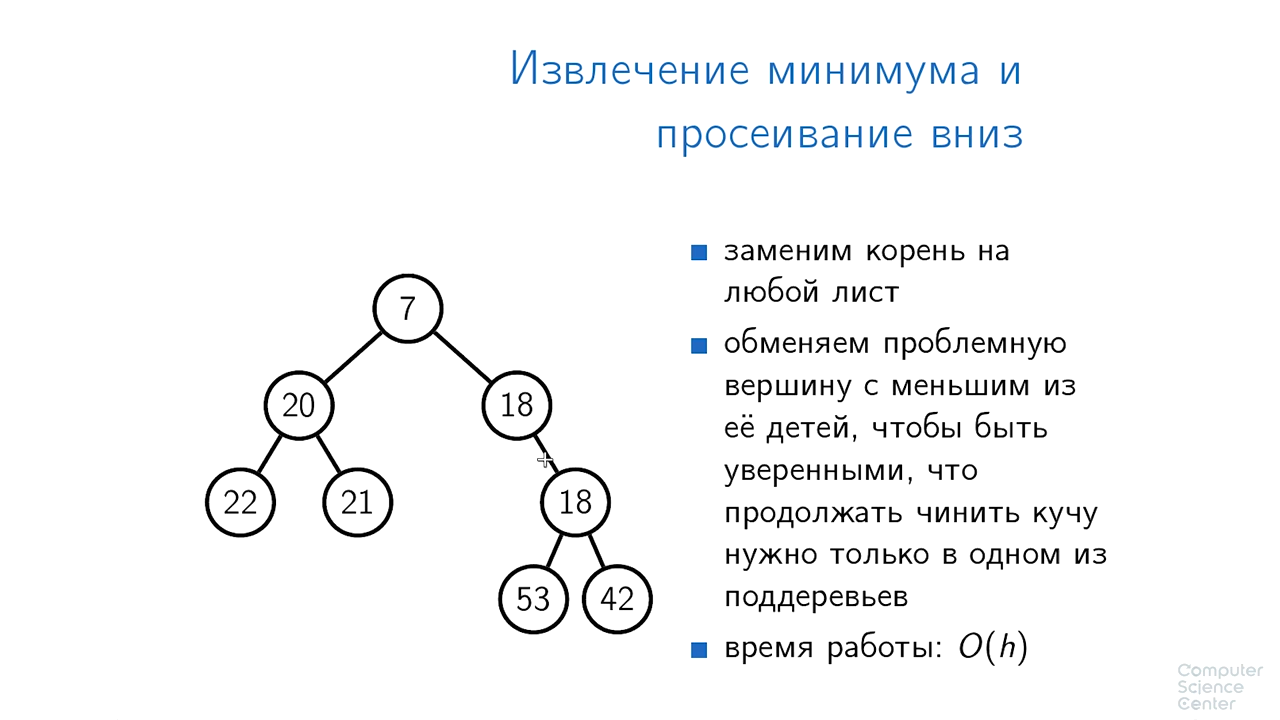 Извлечение минимума и
просеивание вниз
заменим корень на
любой лист
обменяем проблемную
вершину с меньшим из
её детей, чтобы быть
уверенными, что
продолжать чинить кучу
нужно только в одном из
поддеревьев
время работы: O(h)
7
20
18
22
21
18
53
42
Computer
Science
Center